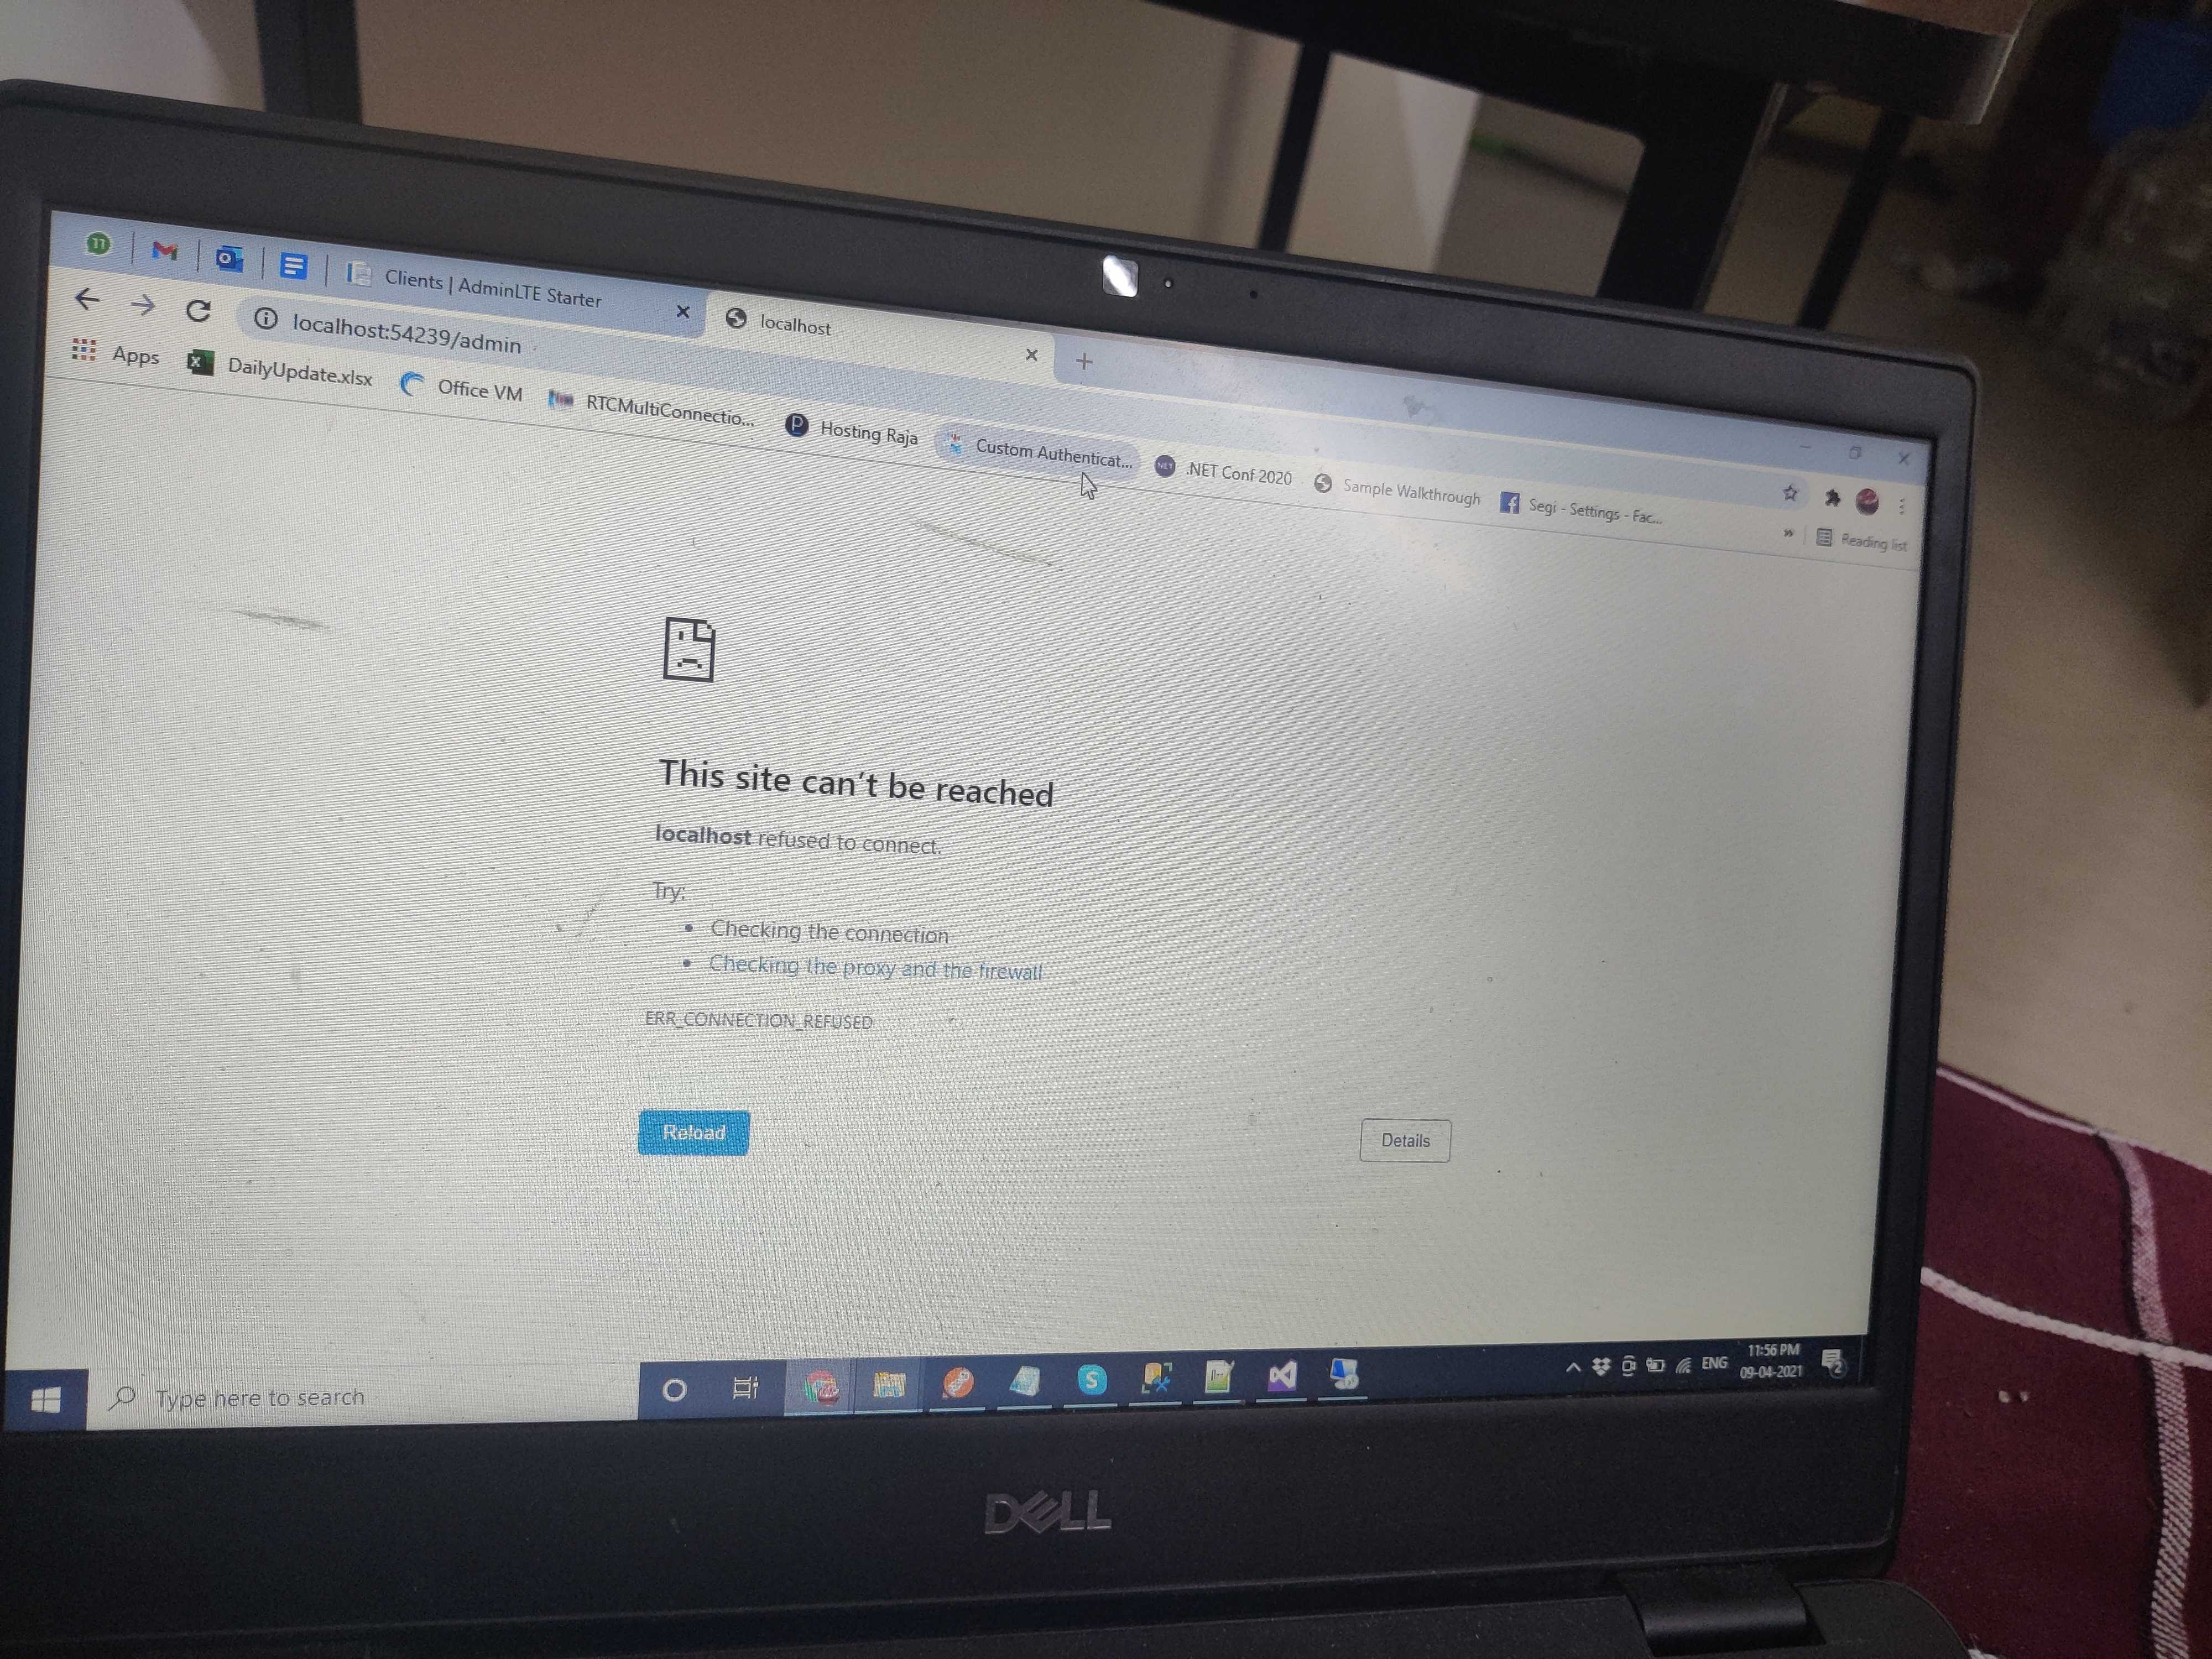 11
Clients | AdminLTE Starter
localhost
localhost:54239/admin
Apps
DailyUpdate.xlsx
Office VM
RTCMultiConnectio...
Hosting Raja
Custom Authenticat...
.NET Conf 2020
Sample Walkthrough
Segi - Settings - Fac...
»
Reading list
This site can't be reached
localhost refused to connect.
Try:
• Checking the connection
• Checking the proxy and the firewall
ERR_CONNECTION_REFUSED
Reload
Details
Type here to search
ENG
11:56 PM
09-04-2021
2
DELL